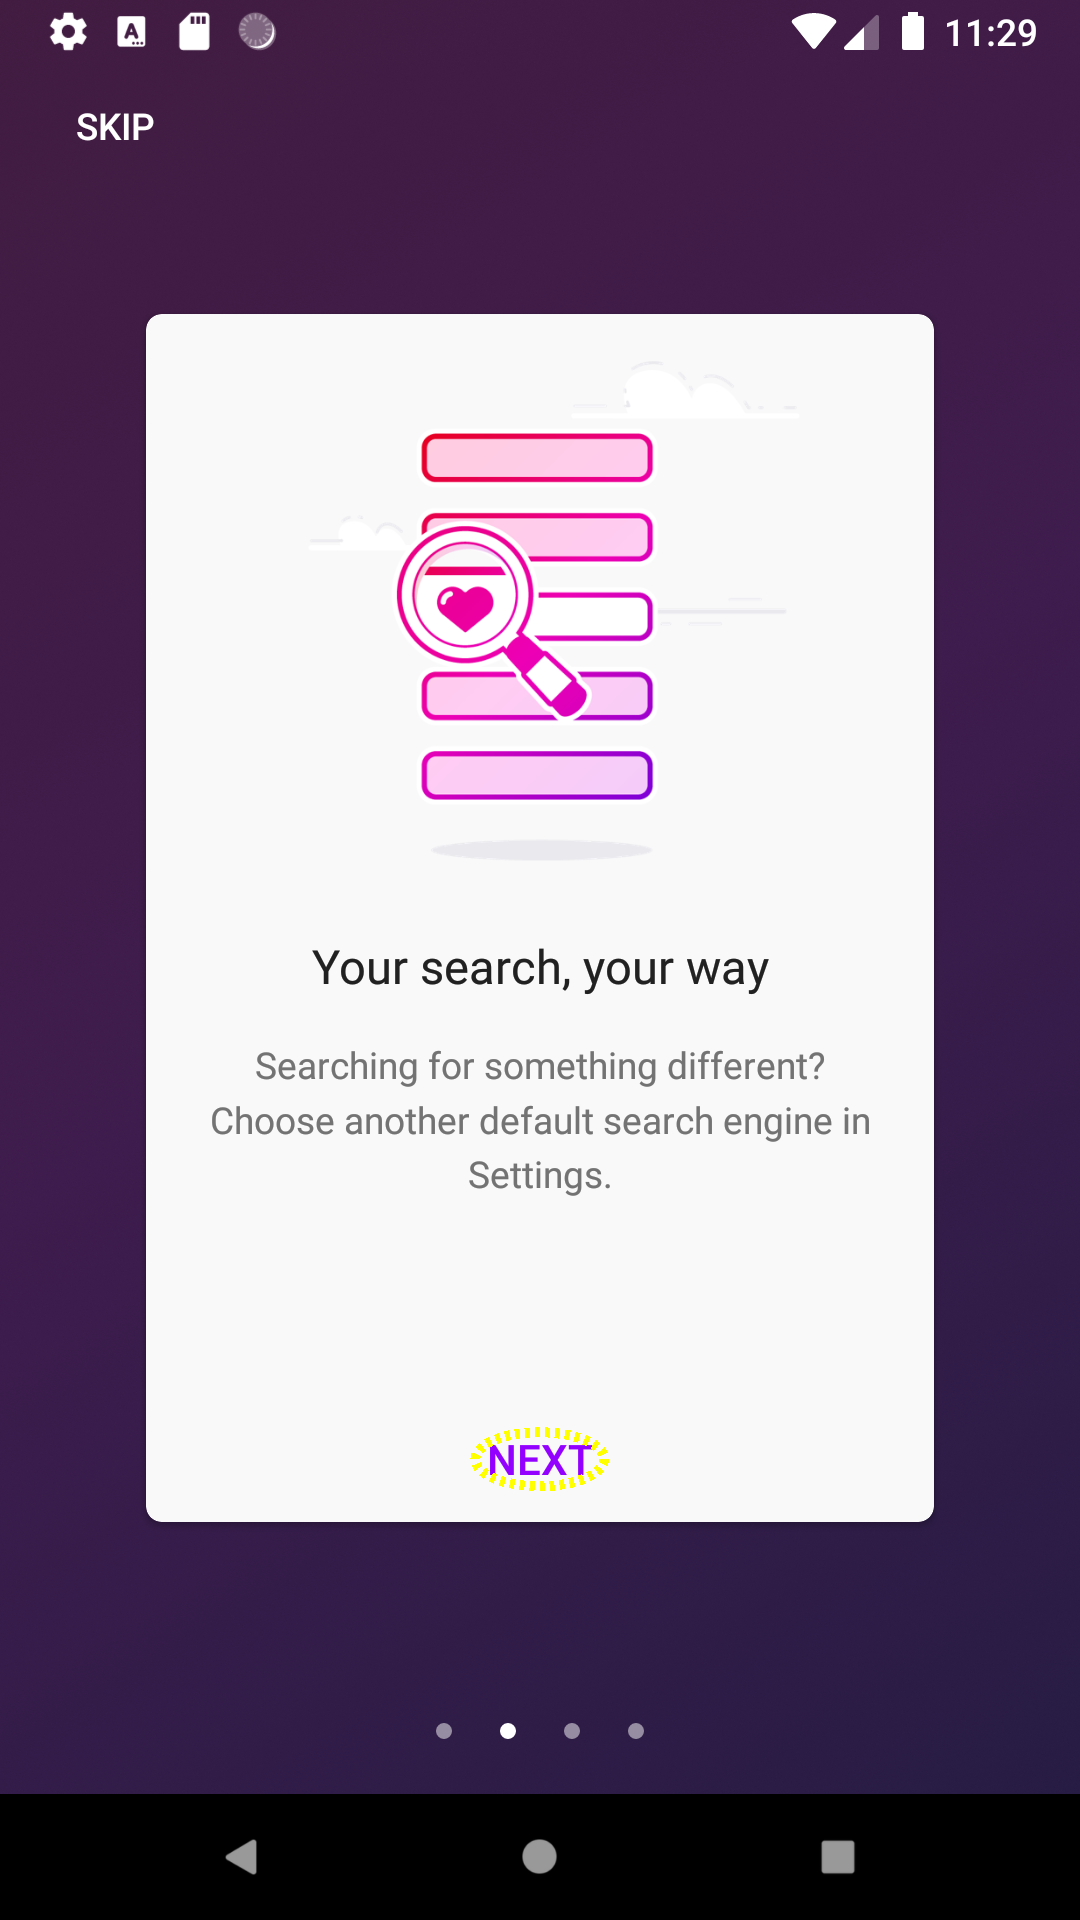 11:29
SKIP
Your search, your way
Searching for something different?
Choose another default search engine in
Settings.
NEXT